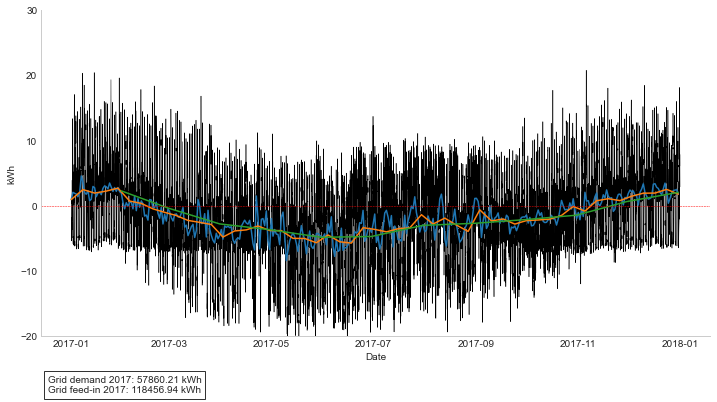 30
20
10
0
−10
−20
kWh
2017-01 2017-03 2017-05 2017-07 2017-09 2017-11 2018-01
Date
Grid demand 2017: 57860.21 kWh
Grid feed-in 2017: 118456.94 kWh